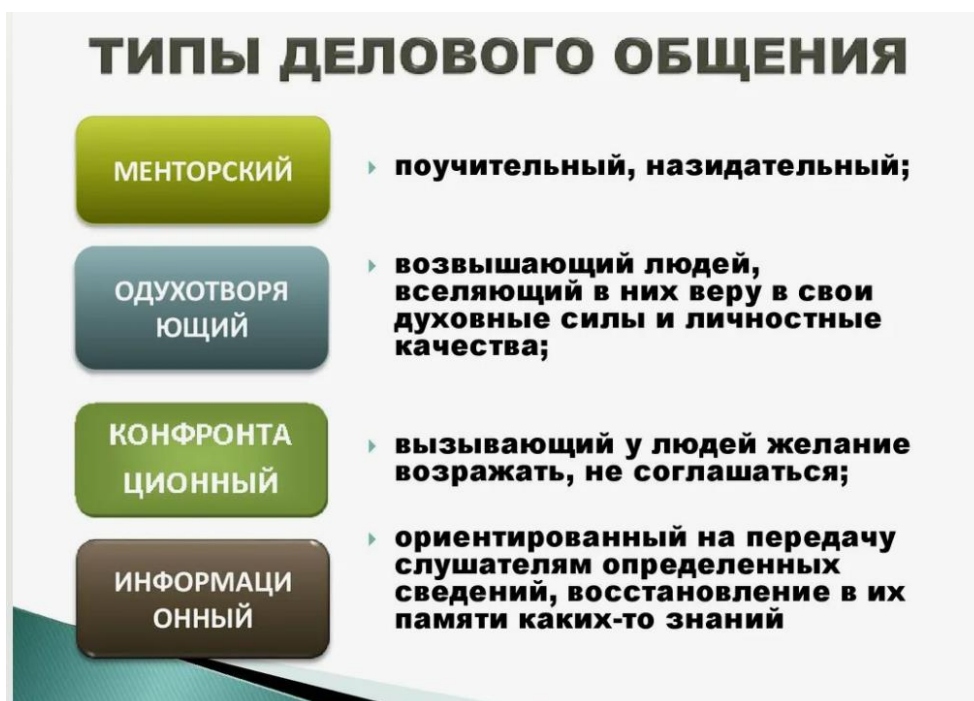 ТИПЫ ДЕЛОВОГО ОБЩЕНИЯ
МЕНТОРСКИЙ
поучительный, назидательный;
ОДУХОТВОРЯ
ЮЩИЙ
возвышающий людей,
вселяющий в них веру в свои
духовные силы и личностные
качества;
КОНФРОНТА
ЦИОННЫЙ
вызывающий у людей желание
возражать, не соглашаться;
ИНФОРМАЦИ
ОННЫЙ
ориентированный на передачу
слушателям определенных
сведений, восстановление в их
памяти каких-то знаний